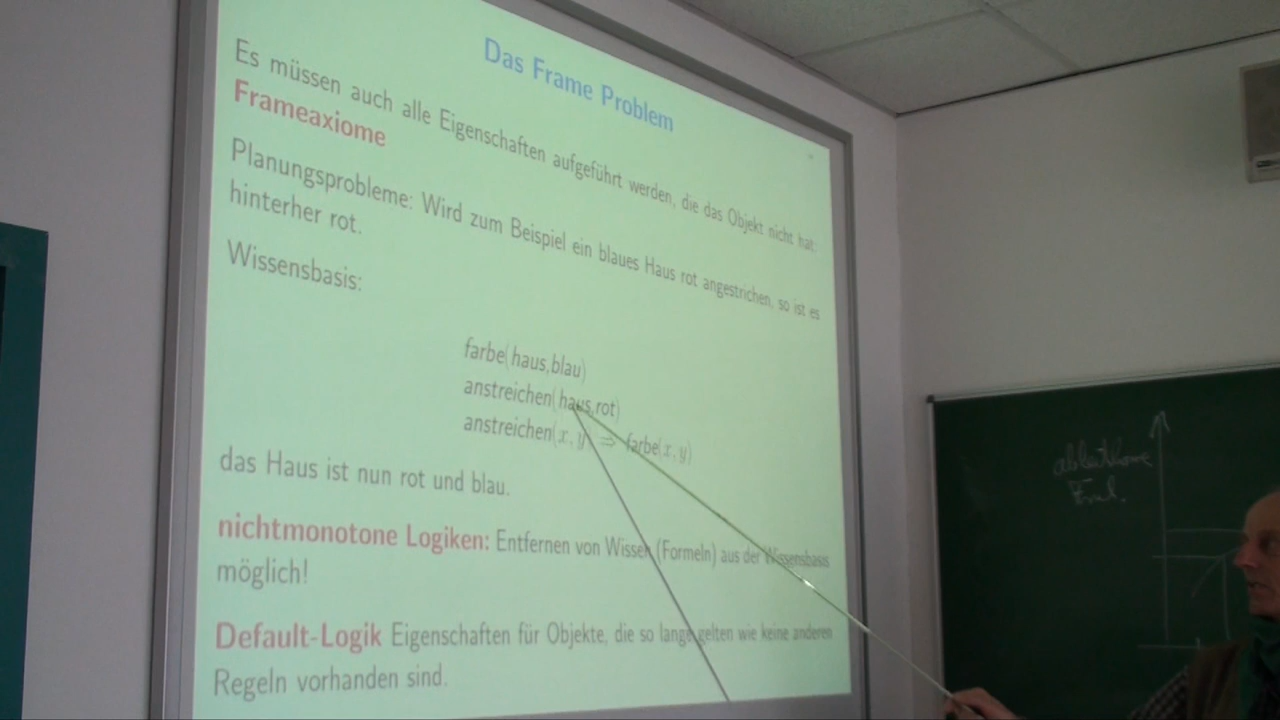 Das Frame Problem
Es müssen auch alle Eigenschaften aufgeführt werden, die das Objekt nicht hat:
Frameaxiome
Planungsprobleme: Wird zum Beispiel ein blaues Haus rot angestrichen, so ist es
hinterher rot.
Wissensbasis:
farbe(haus,blau)
anstreichen(haus,rot)
anstreichen(x, y) ⇒ farbe(x, y)
das Haus ist nun rot und blau.
nichtmonotone Logiken: Entfernen von Wissen (Formeln) aus der Wissensbasis
möglich!
Default-Logik Eigenschaften für Objekte, die so lange gelten wie keine anderen
Regeln vorhanden sind.